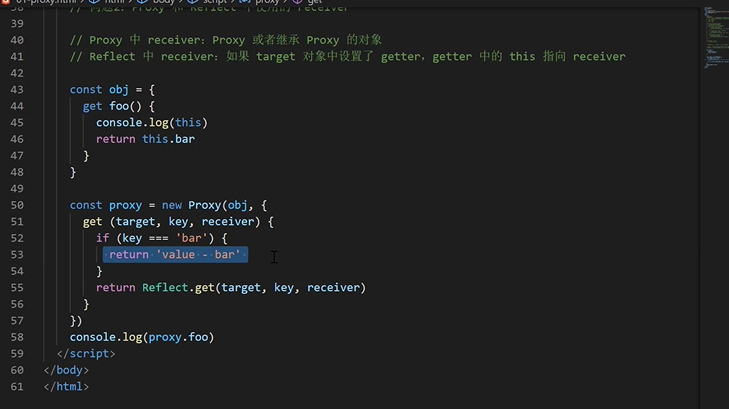 01-proxy.html > html > body > script > proxy > get
38 // 问题2: Proxy 和 Reflect 中使用的 receiver
39
40 // Proxy 中 receiver: Proxy 或者继承 Proxy 的对象
41 // Reflect 中 receiver: 如果 target 对象中设置了 getter, getter 中的 this 指向 receiver
42
43 const obj = {
44 get foo() {
45 console.log(this)
46 return this.bar
47 }
48 }
49
50 const proxy = new Proxy(obj, {
51 get (target, key, receiver) {
52 if (key === 'bar') {
53 return 'value - bar'
54 }
55 return Reflect.get(target, key, receiver)
56 }
57 })
58 console.log(proxy.foo)
59 </script>
60 </body>
61 </html>